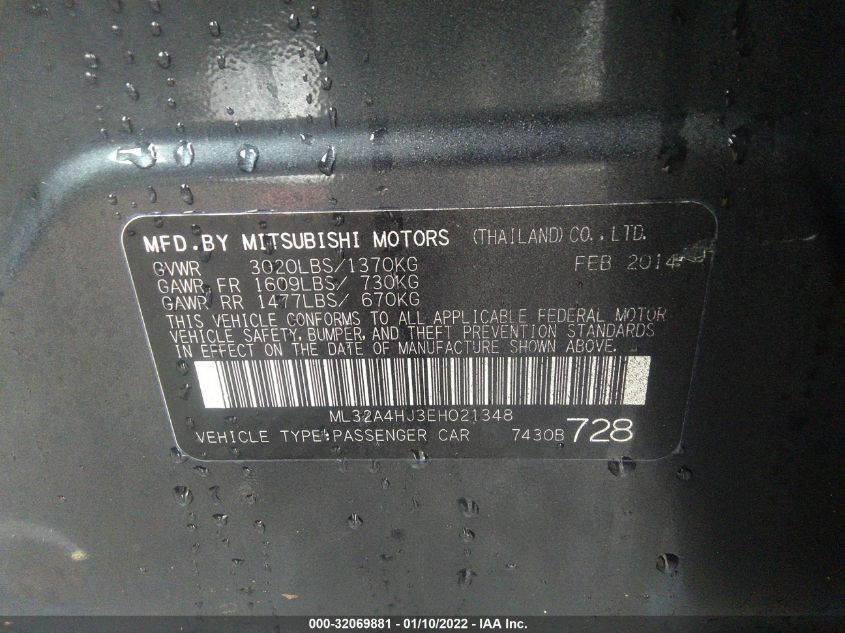 MFD.BY MITSUBISHI MOTORS (THAILAND) CO., LTD.
GVWR 3020LBS/1370KG FEB 2014
GAWR FR 1609LBS/ 730KG
GAWR RR 1477LBS/ 670KG
THIS VEHICLE CONFORMS TO ALL APPLICABLE FEDERAL MOTOR
VEHICLE SAFETY, BUMPER, AND THEFT PREVENTION STANDARDS
IN EFFECT ON THE DATE OF MANUFACTURE SHOWN ABOVE.
ML32A4HJ3EH021348
VEHICLE TYPE:PASSENGER CAR 7430B 728
000-32069881 - 01/10/2022 - IAA Inc.